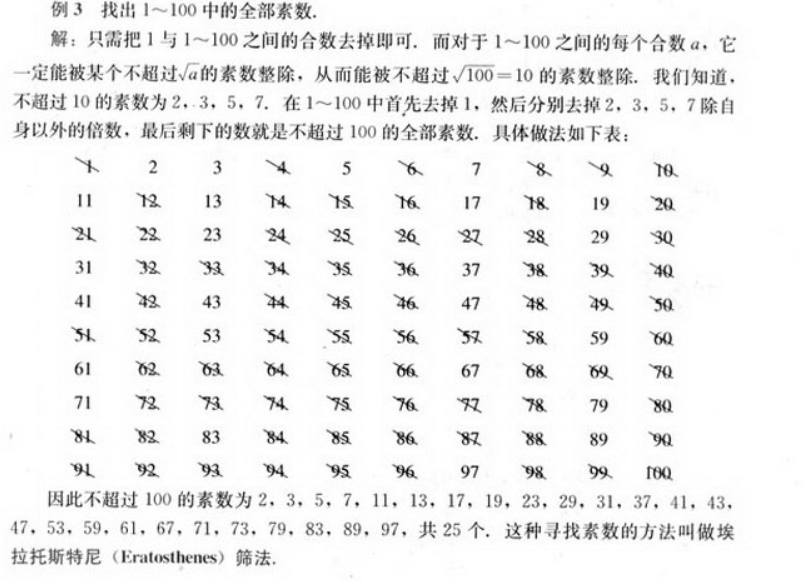 例 3 找出 1~100 中的全部素数.
解：只需把 1 与 1~100 之间的合数去掉即可. 而对于 1~100 之间的每个合数 a，它
一定能被某个不超过√a的素数整除，从而能被不超过√100=10 的素数整除. 我们知道，
不超过 10 的素数为 2，3，5，7. 在 1~100 中首先去掉 1，然后分别去掉 2，3，5，7 除自
身以外的倍数，最后剩下的数就是不超过 100 的全部素数. 具体做法如下表：
1 2 3 4 5 6 7 8 9 10
11 12 13 14 15 16 17 18 19 20
21 22 23 24 25 26 27 28 29 30
31 32 33 34 35 36 37 38 39 40
41 42 43 44 45 46 47 48 49 50
51 52 53 54 55 56 57 58 59 60
61 62 63 64 65 66 67 68 69 70
71 72 73 74 75 76 77 78 79 80
81 82 83 84 85 86 87 88 89 90
91 92 93 94 95 96 97 98 99 100
因此不超过 100 的素数为 2，3，5，7，11，13，17，19，23，29，31，37，41，43，
47，53，59，61，67，71，73，79，83，89，97，共 25 个. 这种寻找素数的方法叫做埃
拉托斯特尼（Eratosthenes）筛法.